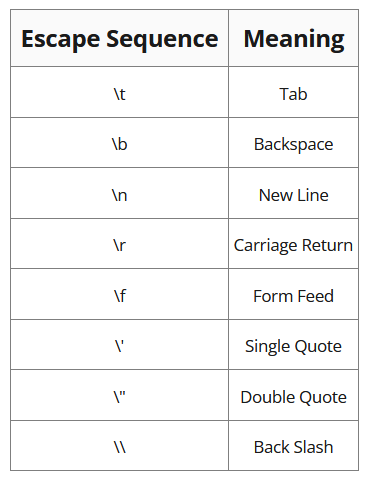 Escape Sequence Meaning
\t Tab
\b Backspace
\n New Line
\r Carriage Return
\f Form Feed
\' Single Quote
\" Double Quote
\\ Back Slash